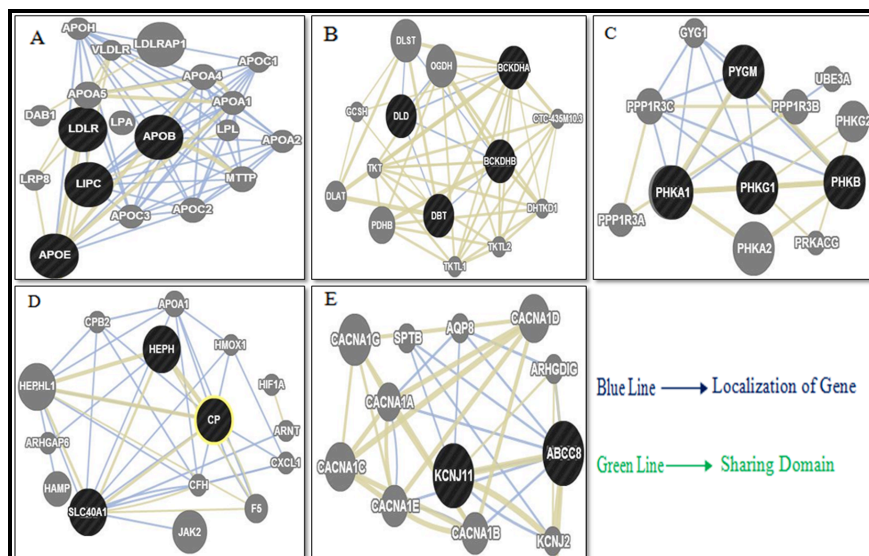 A
APOH
VLDLR
LDLRAP1
APOC1
APOA4
APOA5
APOA1
DAB1
LDLR
LPA
APOB
LPL
APOA2
LRP8
LIPC
MTTP
APOC3
APOC2
APOE
B
DLST
OGDH
BCKDHA
GCSH
DLD
CTC-435M10.3
BCKDHB
TKT
DLAT
DHTKD1
PDHB
DBT
TKTL2
TKTL1
C
GYG1
PYGM
UBE3A
PPP1R3C
PPP1R3B
PHKG2
PHKA1
PHKG1
PHKB
PPP1R3A
PHKA2
PRKACG
D
APOA1
CPB2
HEPH
HMOX1
HEPHL1
HIF1A
CP
ARHGAP6
ARNT
CXCL1
HAMP
CFH
SLC40A1
F5
JAK2
E
CACNA1D
CACNA1G
SPTB
AQP8
ARHGDIG
CACNA1A
ABCC8
CACNA1C
KCNJ11
CACNA1E
CACNA1B
KCNJ2
Blue Line Localization of Gene
Green Line Sharing Domain